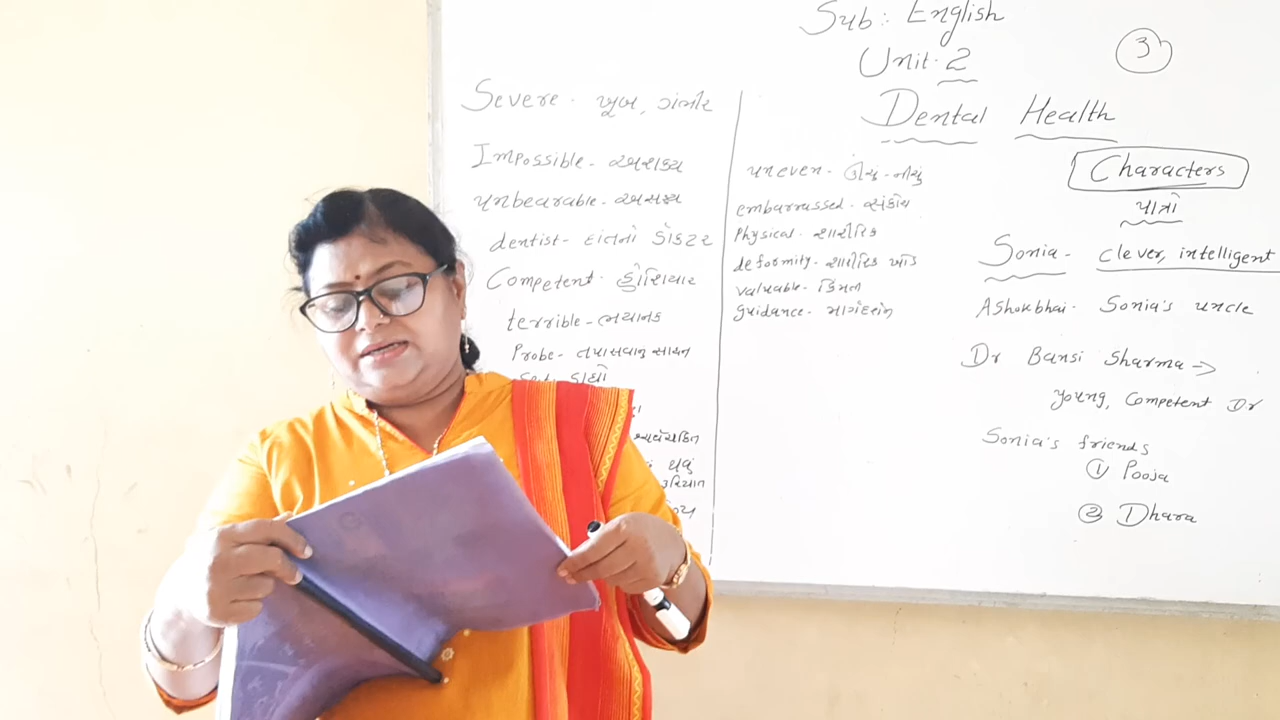 Sub: English
Unit. 2
3
Dental Health
Severe - ખૂબ, ગંભીર
Impossible - અશક્ય
unbearable - અસહ્ય
dentist - દાંતનો ડોક્ટર
Competent - હોશિયાર
terrible - ભયાનક
Probe - તપાસવાનુ સાધન
uneven - ઊંચું-નીચું
embarrassed - સંકોચ
Physical - શારીરિક
deformity - શારીરિક ખોડ
valuable - કિંમતી
Guidance - માર્ગદર્શન
Characters
પાત્રો
Sonia - clever, intelligent
Ashokbhai - Sonia's uncle
Dr Bansi Sharma →
young, Competent Dr
Sonia's friends
① Pooja
② Dhara